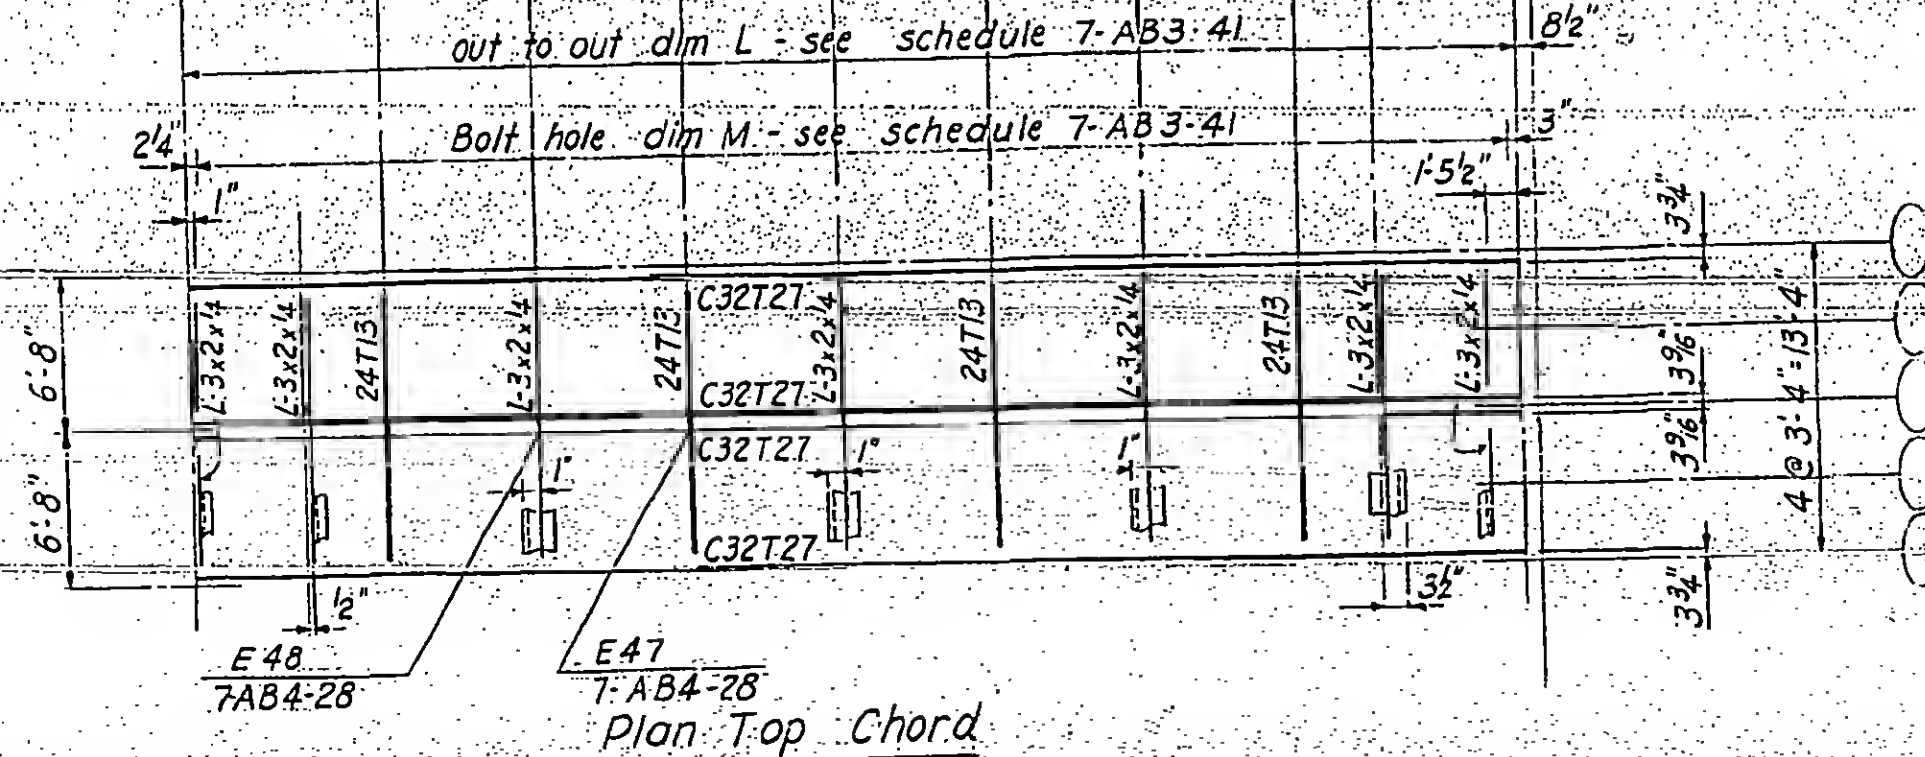 out to out dim L - see schedule 7-AB3-41
8½"
Bolt hole dim M - see schedule 7-AB3-41
3"
2¼"
1"
1'-5½"
3¾"
6'-8"
L-3x2x¼
L-3x2x¼
24T13
L-3x2x¼
24T13
C32T27
L-3x2x¼
24T13
L-3x2x¼
24T13
L-3x2x¼
L-3x2x¼
C32T27
3 9/16"
4 @ 3'-4"=13'-4"
6'-8"
C32T27
1"
1"
1"
3 9/16"
C32T27
½"
3½"
3¾"
E48
7AB4-28
E47
7-AB4-28
Plan Top Chord